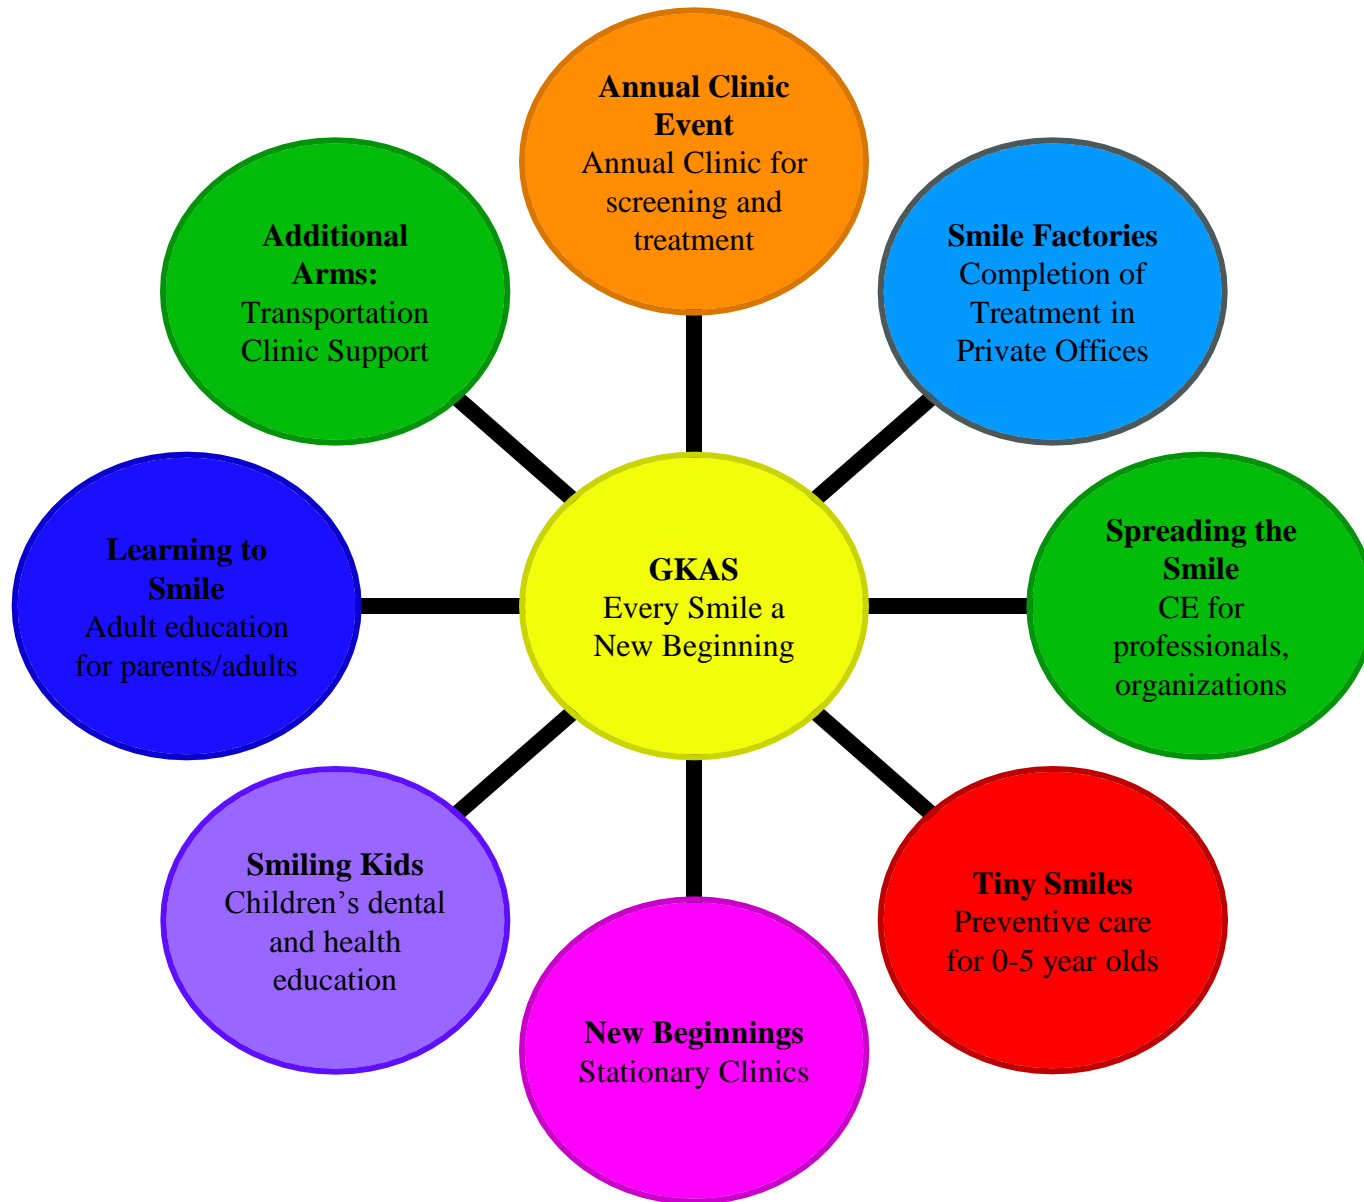 Annual Clinic
Event
Annual Clinic for
screening and
treatment
Smile Factories
Completion of
Treatment in
Private Offices
Spreading the
Smile
CE for
professionals,
organizations
Tiny Smiles
Preventive care
for 0-5 year olds
New Beginnings
Stationary Clinics
Smiling Kids
Children’s dental
and health
education
Learning to
Smile
Adult education
for parents/adults
Additional
Arms:
Transportation
Clinic Support
GKAS
Every Smile a
New Beginning